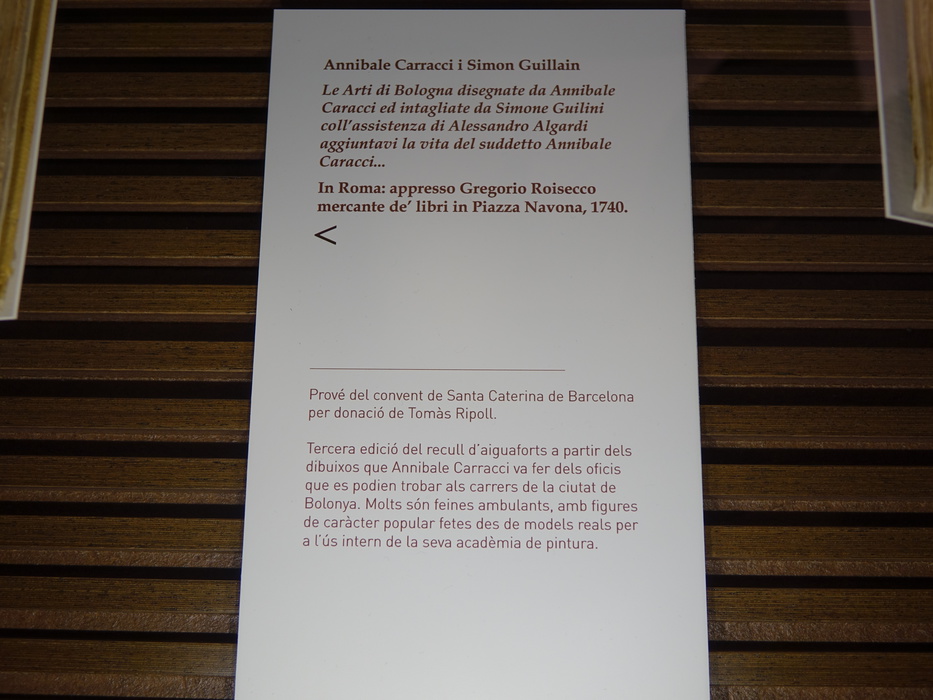 Annibale Carracci i Simon Guillain
Le Arti di Bologna disegnate da Annibale
Caracci ed intagliate da Simone Guilini
coll'assistenza di Alessandro Algardi
aggiuntavi la vita del suddetto Annibale
Caracci...
In Roma: appresso Gregorio Roisecco
mercante de' libri in Piazza Navona, 1740.
<
Prové del convent de Santa Caterina de Barcelona
per donació de Tomàs Ripoll.
Tercera edició del recull d'aiguaforts a partir dels
dibuixos que Annibale Carracci va fer dels oficis
que es podien trobar als carrers de la ciutat de
Bolonya. Molts són feines ambulants, amb figures
de caràcter popular fetes des de models reals per
a l'ús intern de la seva acadèmia de pintura.